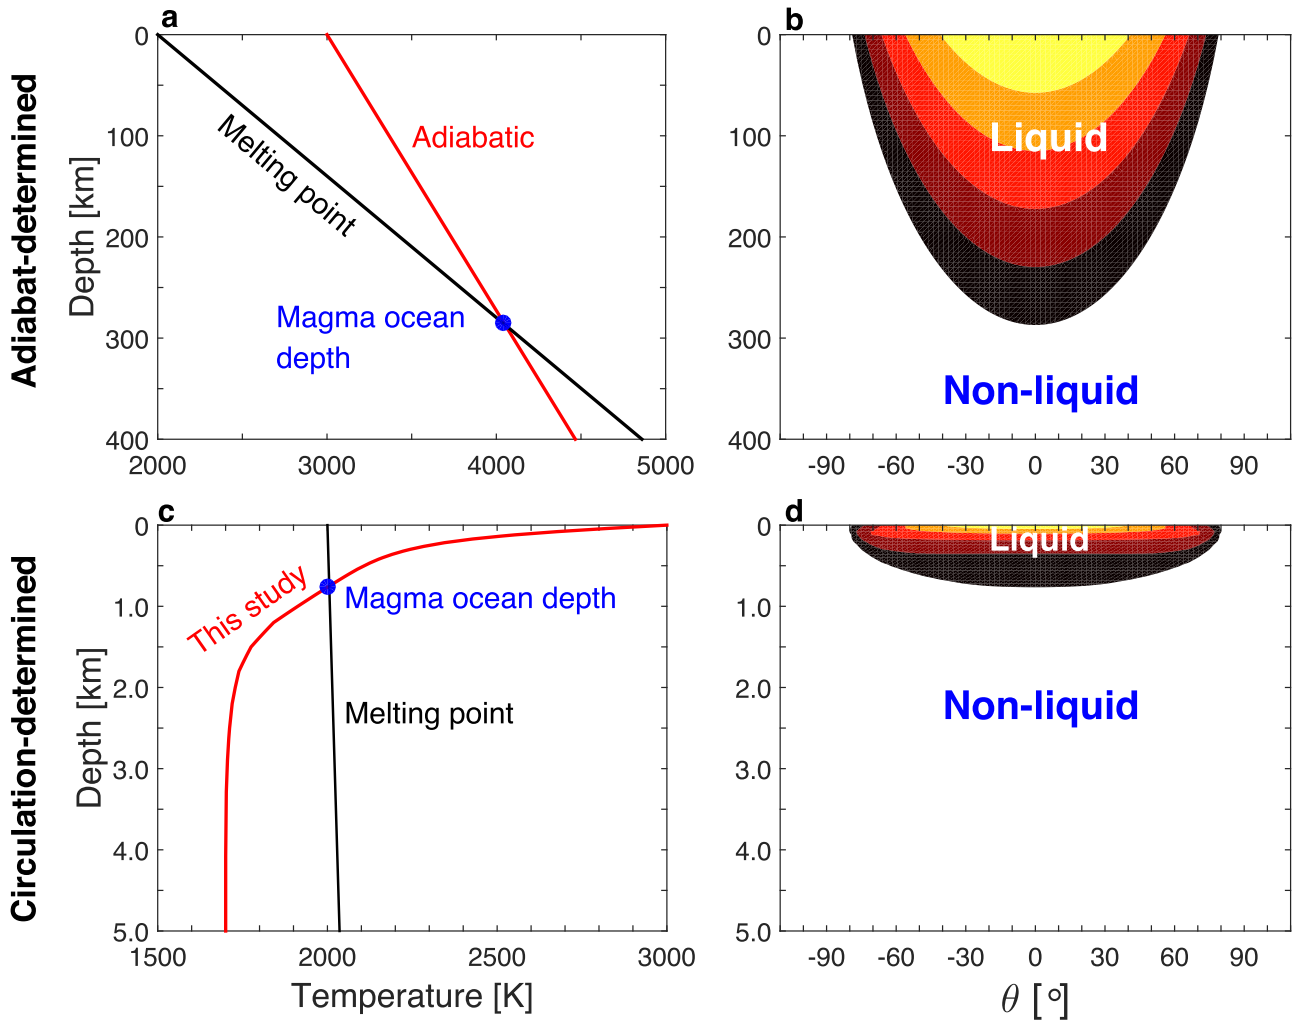 a
Adiabat-determined
Depth [km]
0
100
200
300
400
2000
3000
4000
5000
Melting point
Adiabatic
Magma ocean
depth
b
0
100
200
300
400
-90
-60
-30
0
30
60
90
Liquid
Non-liquid
c
Circulation-determined
Depth [km]
0
1.0
2.0
3.0
4.0
5.0
1500
2000
2500
3000
This study
Magma ocean depth
Melting point
Temperature [K]
d
0
1.0
2.0
3.0
4.0
5.0
-90
-60
-30
0
30
60
90
Liquid
Non-liquid
θ [°]